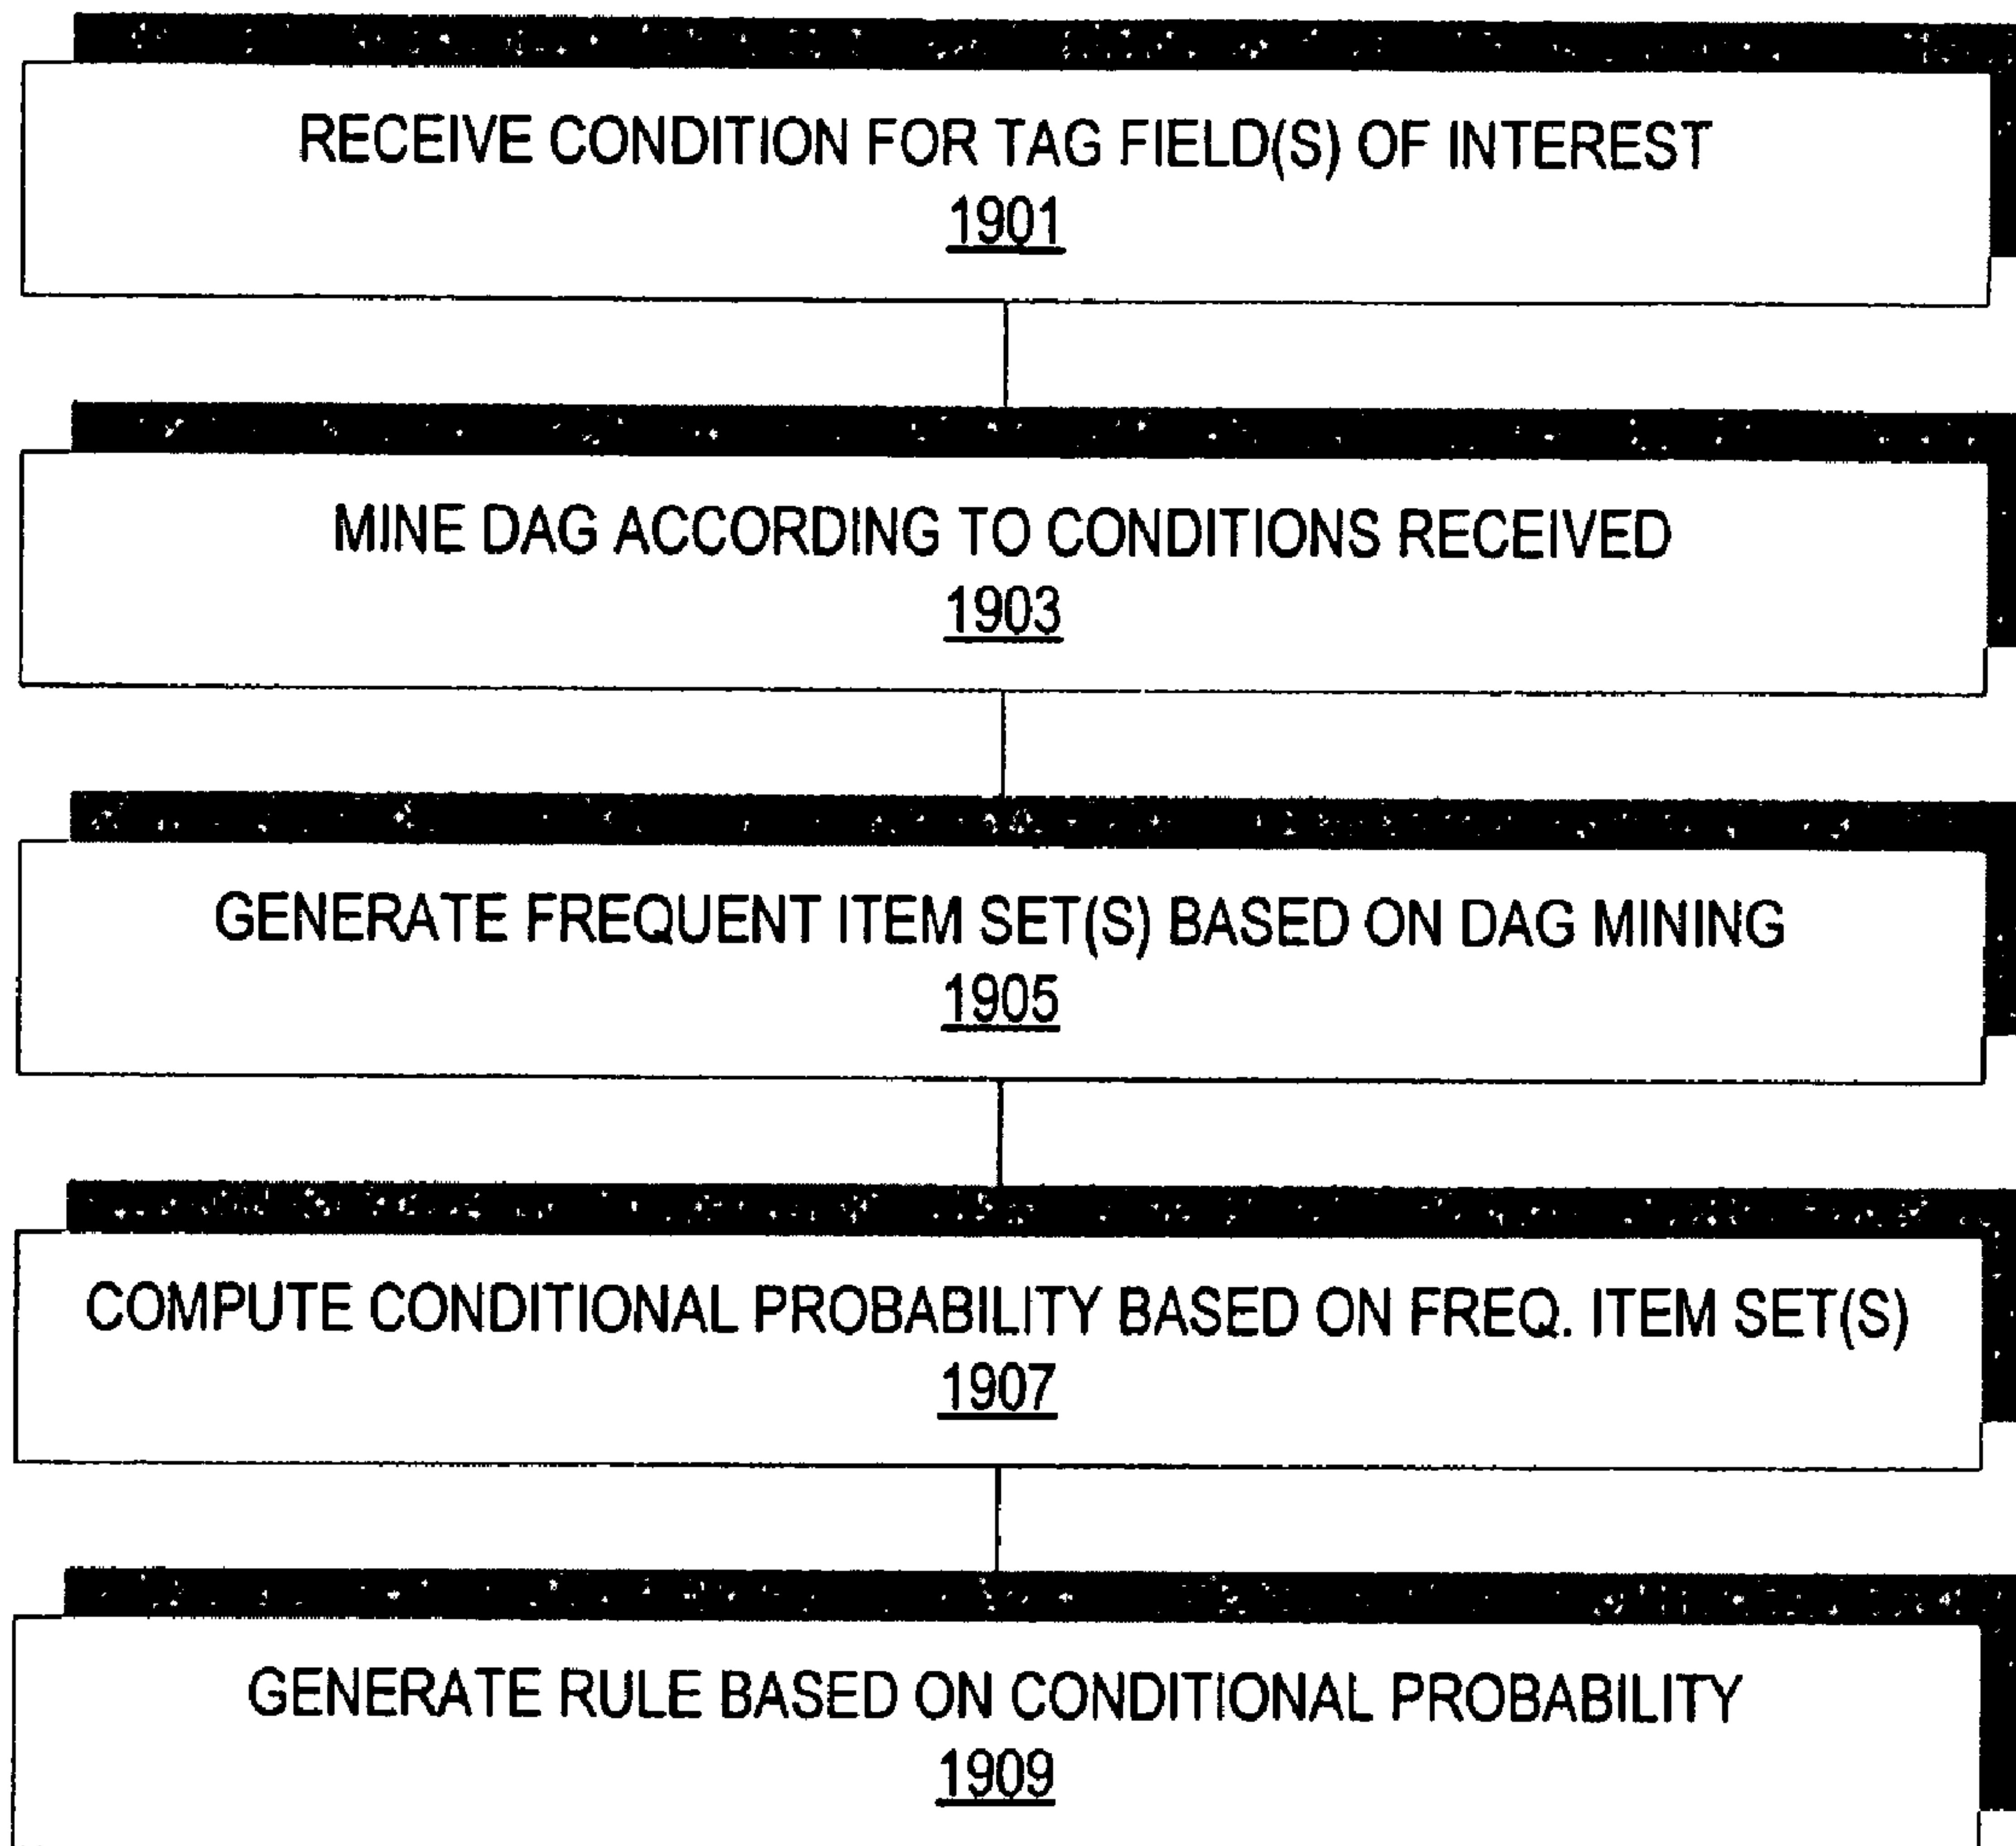 RECEIVE CONDITION FOR TAG FIELD(S) OF INTEREST
1901
MINE DAG ACCORDING TO CONDITIONS RECEIVED
1903
GENERATE FREQUENT ITEM SET(S) BASED ON DAG MINING
1905
COMPUTE CONDITIONAL PROBABILITY BASED ON FREQ. ITEM SET(S)
1907
GENERATE RULE BASED ON CONDITIONAL PROBABILITY
1909